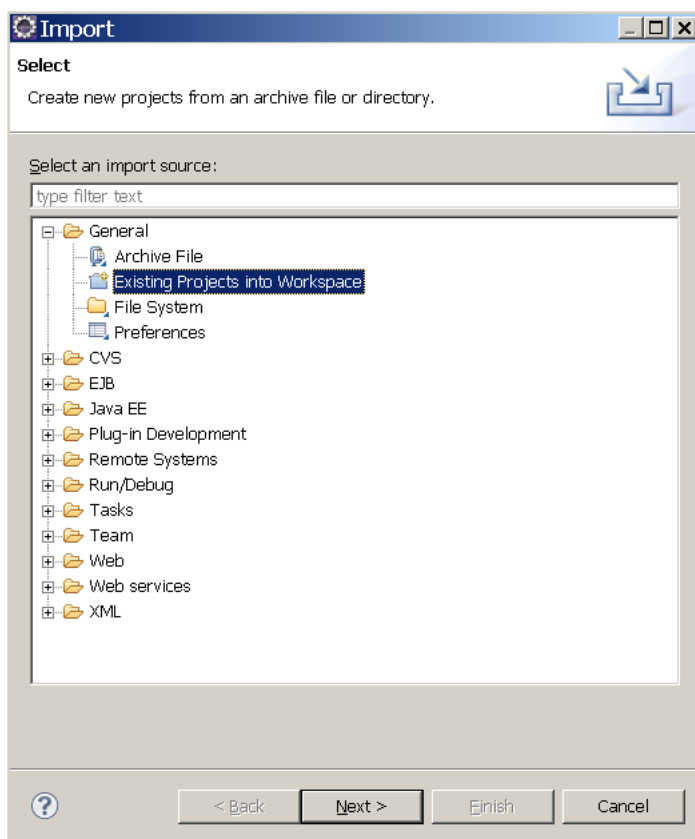 Import
Select
Create new projects from an archive file or directory.
Select an import source:
type filter text
General
Archive File
Existing Projects into Workspace
File System
Preferences
CVS
EJB
Java EE
Plug-in Development
Remote Systems
Run/Debug
Tasks
Team
Web
Web services
XML
? < Back Next > Finish Cancel